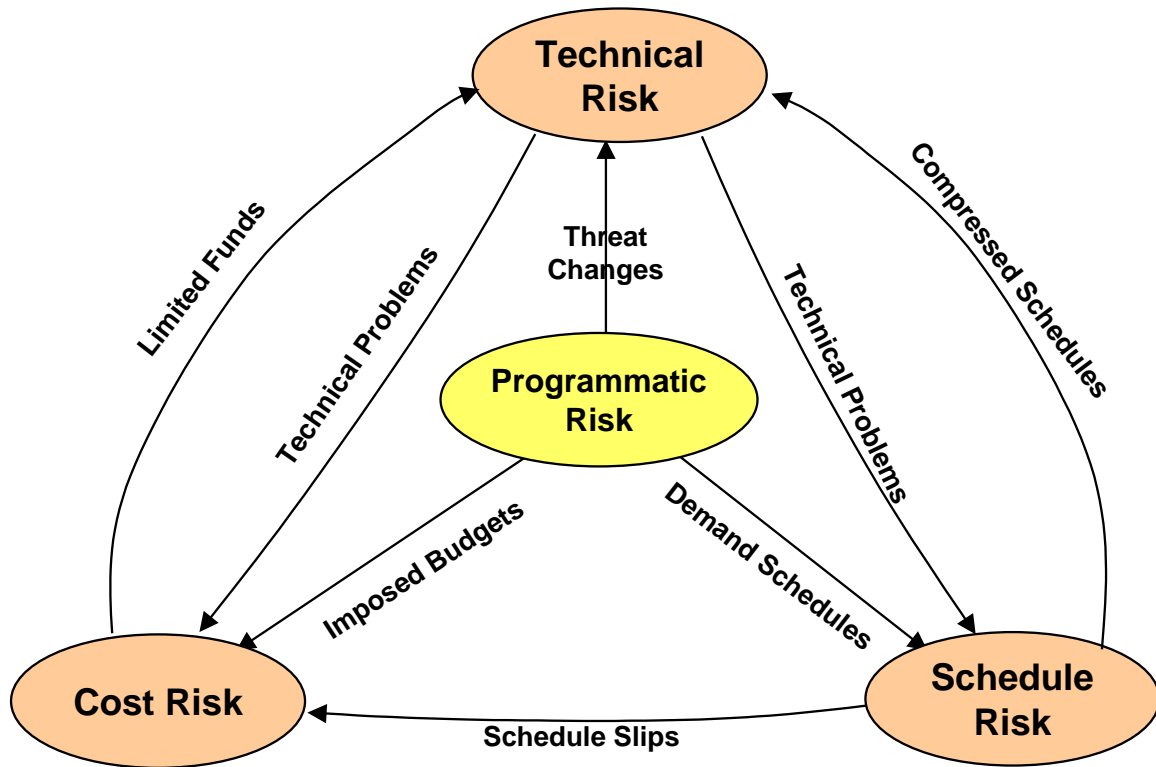 Technical
Risk
Limited Funds
Technical Problems
Threat
Changes
Technical Problems
Compressed Schedules
Programmatic
Risk
Imposed Budgets
Demand Schedules
Cost Risk
Schedule
Risk
Schedule Slips